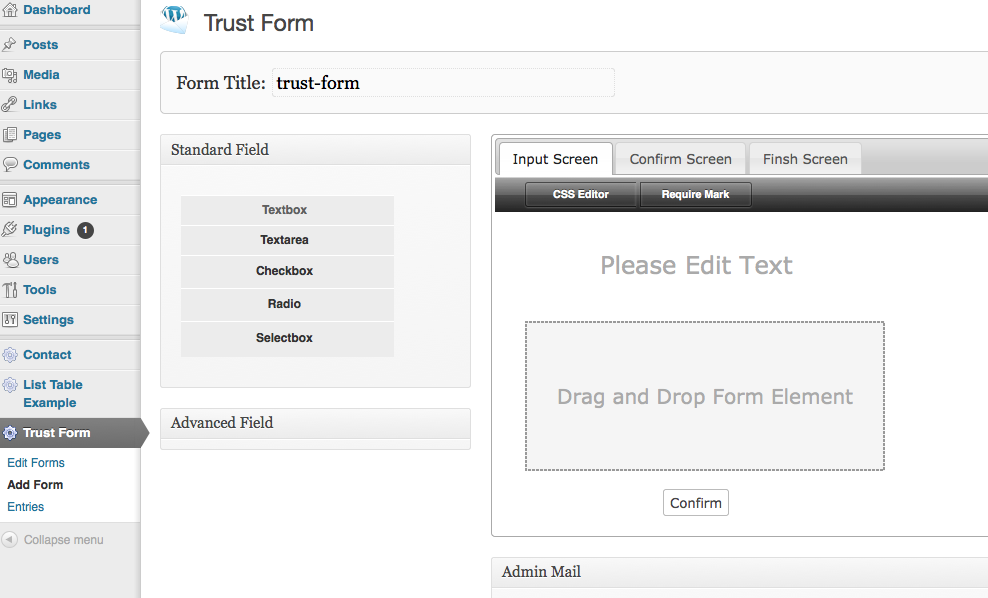 Dashboard
Posts
Media
Links
Pages
Comments
Appearance
Plugins 1
Users
Tools
Settings
Contact
List Table
Example
Trust Form
Edit Forms
Add Form
Entries
Collapse menu
Trust Form
Form Title: trust-form
Standard Field
Textbox
Textarea
Checkbox
Radio
Selectbox
Advanced Field
Input Screen Confirm Screen Finsh Screen
CSS Editor Require Mark
Please Edit Text
Drag and Drop Form Element
Confirm
Admin Mail